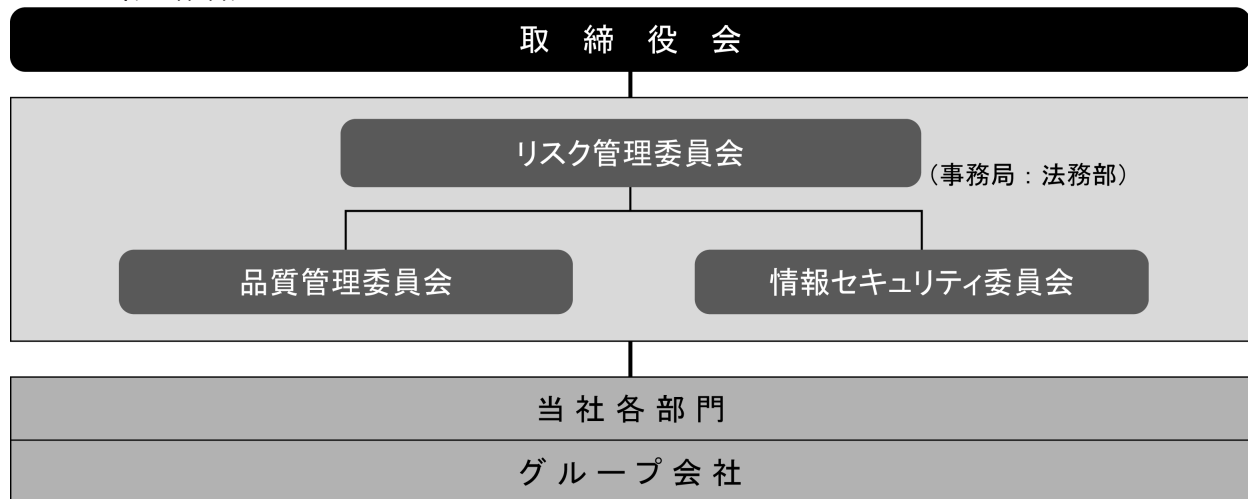 取締役会
リスク管理委員会
（事務局：法務部）
品質管理委員会
情報セキュリティ委員会
当社各部門
グループ会社